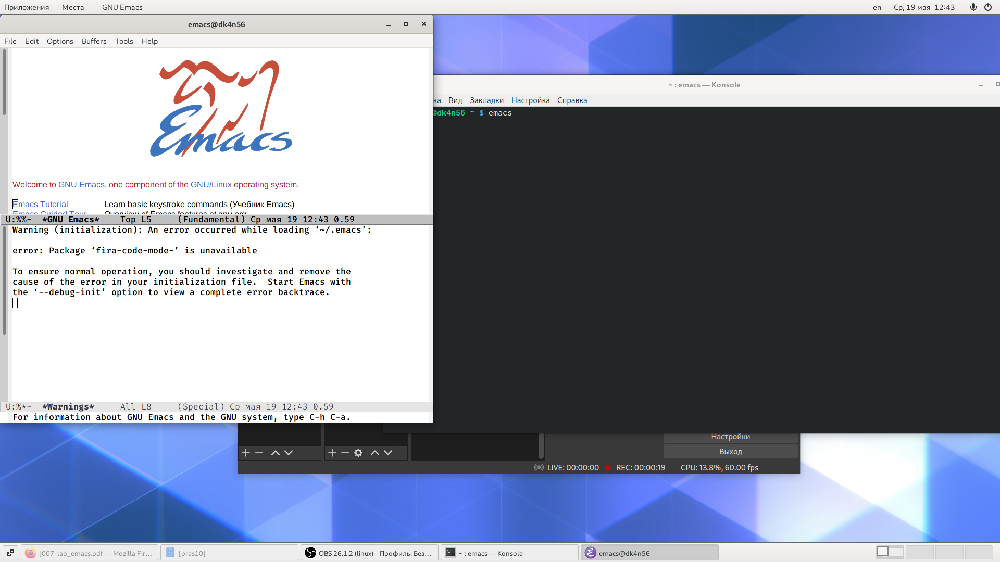 Приложения Места GNU Emacs en Ср, 19 мая 12:43
emacs@dk4n56
File Edit Options Buffers Tools Help
Emacs
Welcome to GNU Emacs, one component of the GNU/Linux operating system.
Emacs Tutorial Learn basic keystroke commands (Учебник Emacs)
Emacs Guided Tour Overview of Emacs features at gnu.org
U:%%- *GNU Emacs* Top L5 (Fundamental) Ср мая 19 12:43 0.59
Warning (initialization): An error occurred while loading ‘~/.emacs’:
error: Package ‘fira-code-mode-’ is unavailable
To ensure normal operation, you should investigate and remove the
cause of the error in your initialization file. Start Emacs with
the ‘--debug-init’ option to view a complete error backtrace.
U:%*- *Warnings* All L8 (Special) Ср мая 19 12:43 0.59
For information about GNU Emacs and the GNU system, type C-h C-a.
~ : emacs — Konsole
ка Вид Закладки Настройка Справка
@dk4n56 ~ $ emacs
Настройки
Выход
LIVE: 00:00:00 REC: 00:00:19 CPU: 13.8%, 60.00 fps
[007-lab_emacs.pdf — Mozilla Fir... [pres10] OBS 26.1.2 (linux) - Профиль: Без... ~ : emacs — Konsole emacs@dk4n56